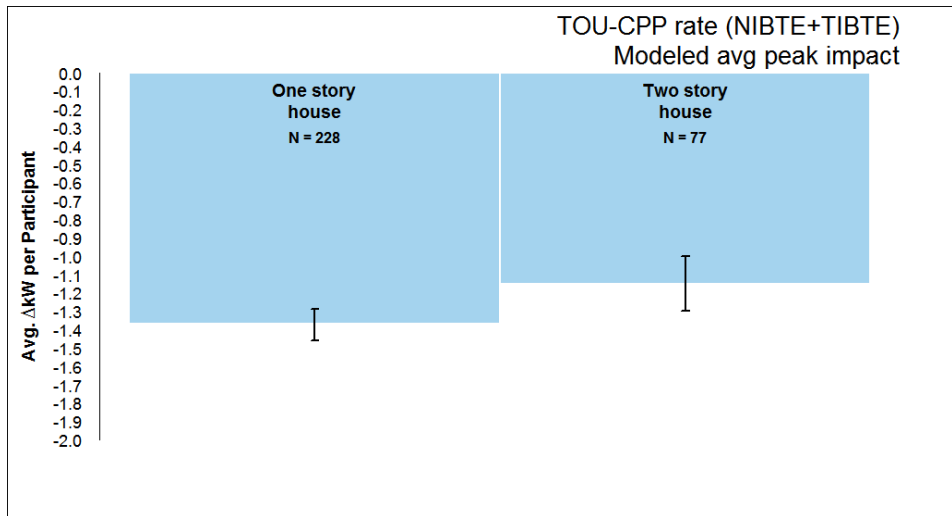 TOU-CPP rate (NIBTE+TIBTE)
Modeled avg peak impact
Avg. ΔkW per Participant
0.0
-0.1
-0.2
-0.3
-0.4
-0.5
-0.6
-0.7
-0.8
-0.9
-1.0
-1.1
-1.2
-1.3
-1.4
-1.5
-1.6
-1.7
-1.8
-1.9
-2.0
One story
house
N = 228
Two story
house
N = 77